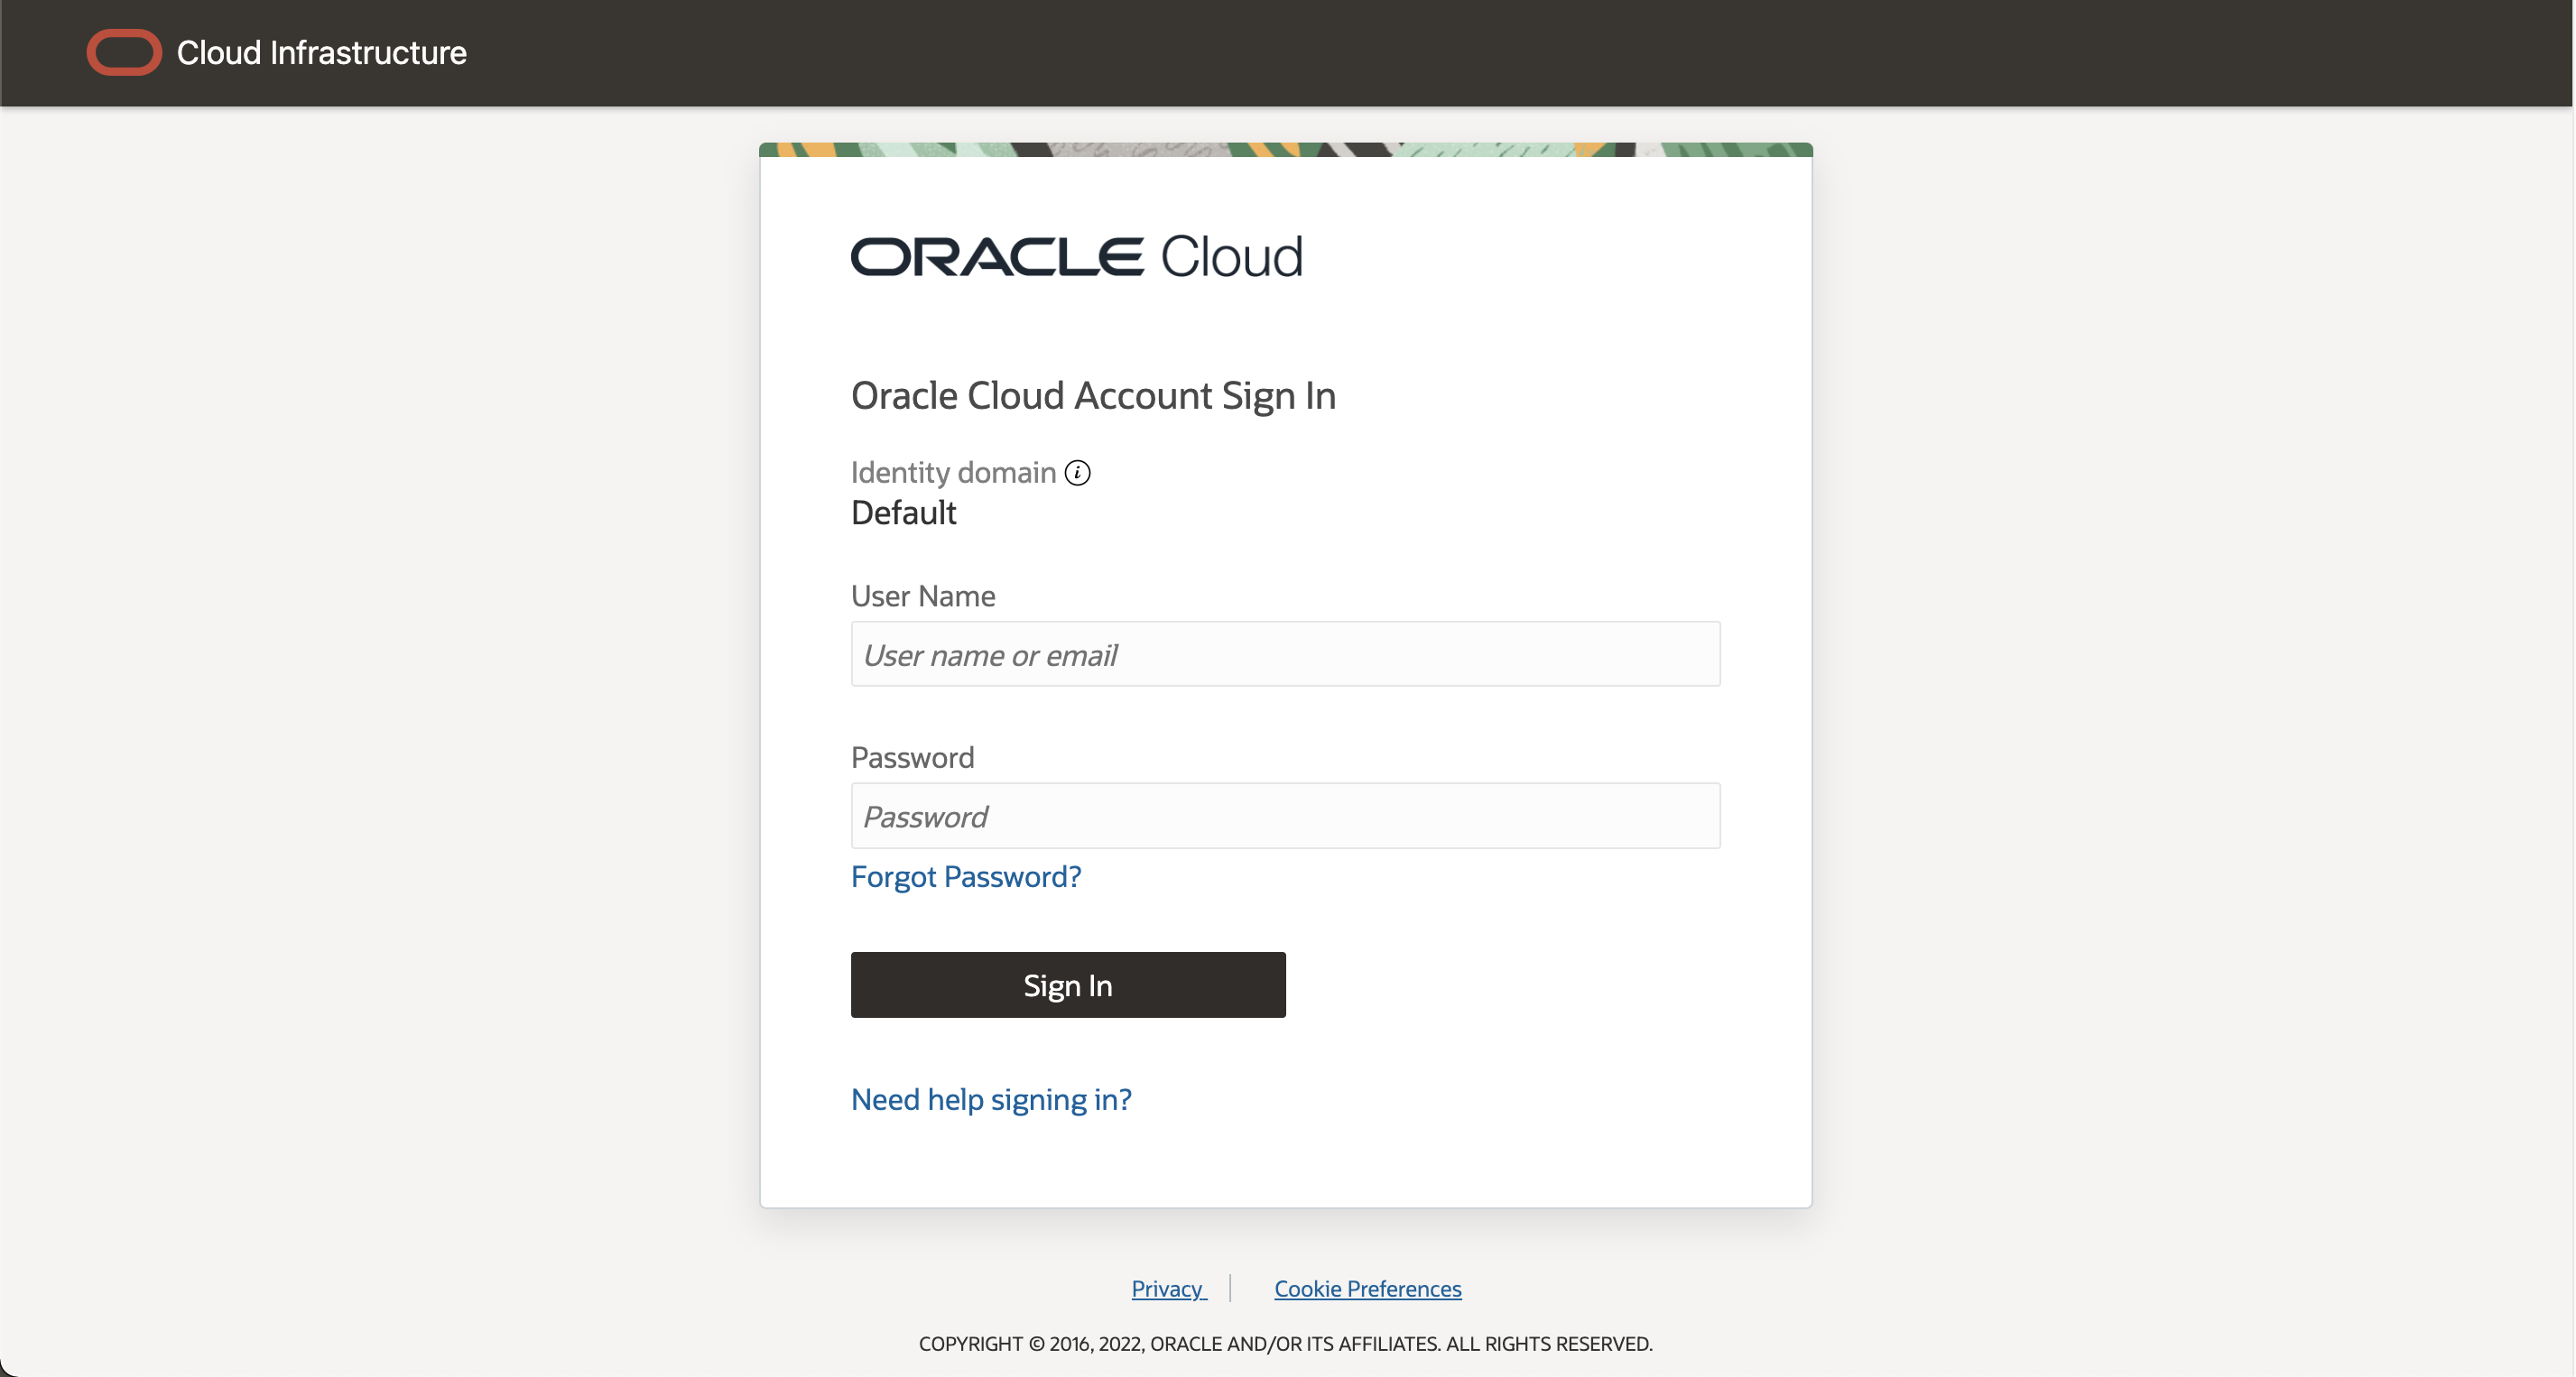 Cloud Infrastructure
ORACLE Cloud
Oracle Cloud Account Sign In
Identity domain i
Default
User Name
User name or email
Password
Password
Forgot Password?
Sign In
Need help signing in?
Privacy | Cookie Preferences
COPYRIGHT © 2016, 2022, ORACLE AND/OR ITS AFFILIATES. ALL RIGHTS RESERVED.